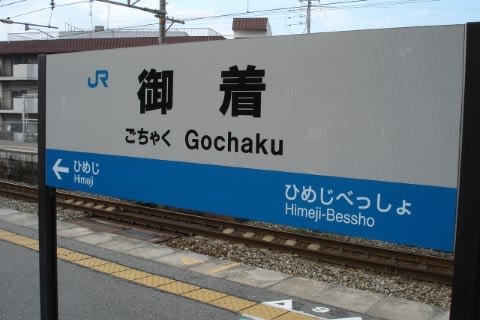 JR 御着
ごちゃく Gochaku
← ひめじ
Himeji
ひめじべっしょ
Himeji-Bessho
9